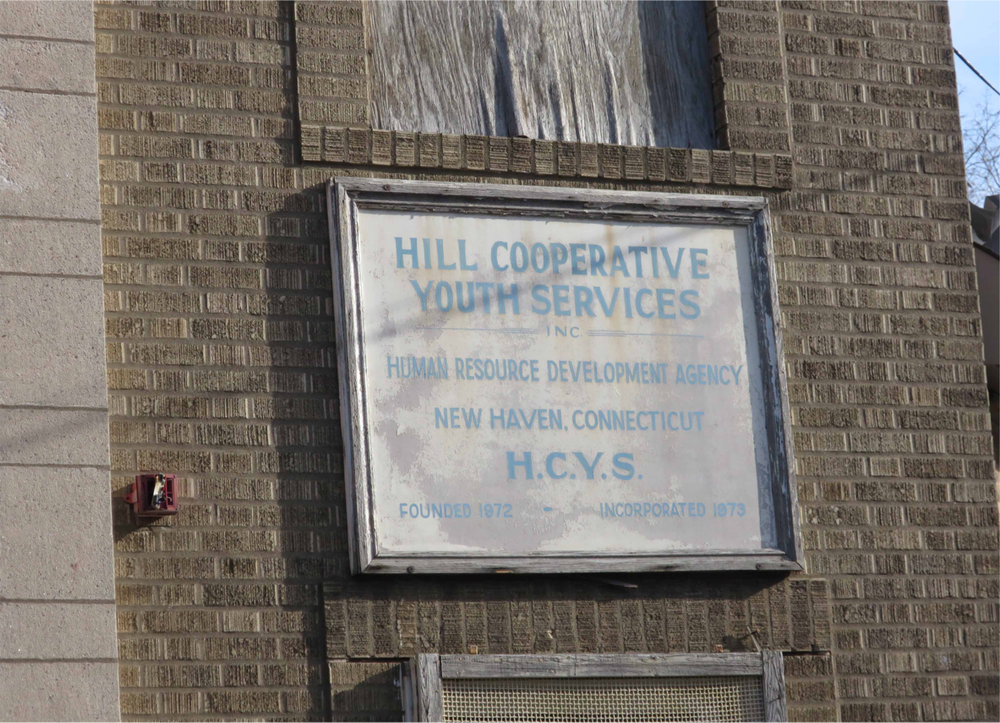 HILL COOPERATIVE
YOUTH SERVICES
INC.
HUMAN RESOURCE DEVELOPMENT AGENCY
NEW HAVEN, CONNECTICUT
H.C.Y.S.
FOUNDED 1972 - INCORPORATED 1973